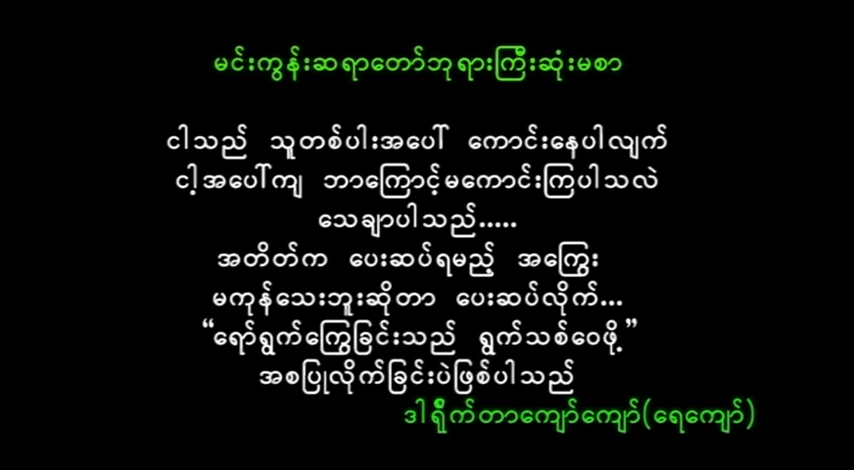 မင်းကွန်းဆရာတော်ဘုရားကြီးဆုံးမစာ
ငါသည် သူတစ်ပါးအပေါ် ကောင်းနေပါလျက်
ငါ့အပေါ်ကျ ဘာကြောင့်မကောင်းကြပါသလဲ
သေချာပါသည်.....
အတိတ်က ပေးဆပ်ရမည့် အကြွေး
မကုန်သေးဘူးဆိုတာ ပေးဆပ်လိုက်...
“ရော်ရွက်ကြွေခြင်းသည် ရွက်သစ်ဝေဖို့”
အစပြုလိုက်ခြင်းပဲဖြစ်ပါသည်
ဒါရိုက်တာကျော်ကျော်(ရေကျော်)